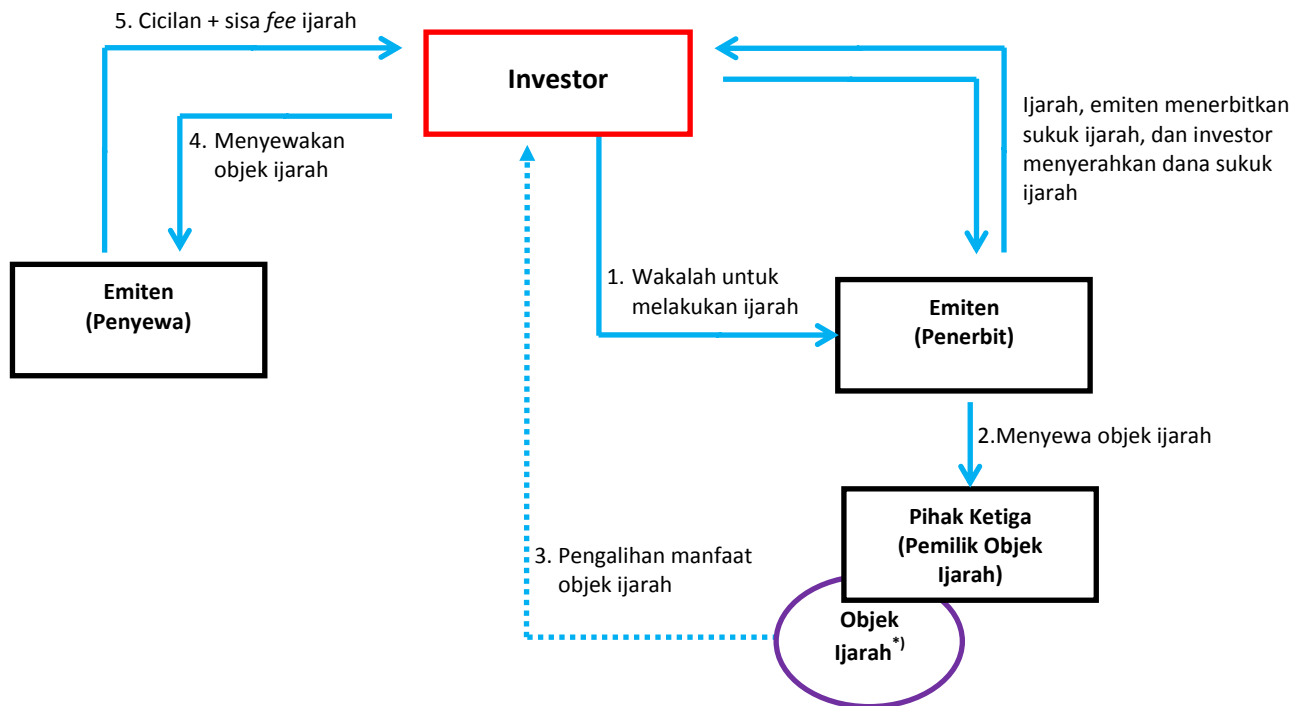 5. Cicilan + sisa fee ijarah
Investor
Ijarah, emiten menerbitkan
sukuk ijarah, dan investor
menyerahkan dana sukuk
ijarah
4. Menyewakan
objek ijarah
Emiten
(Penyewa)
1. Wakalah untuk
melakukan ijarah
Emiten
(Penerbit)
2.Menyewa objek ijarah
Pihak Ketiga
(Pemilik Objek
Ijarah)
3. Pengalihan manfaat
objek ijarah
Objek
Ijarah*)